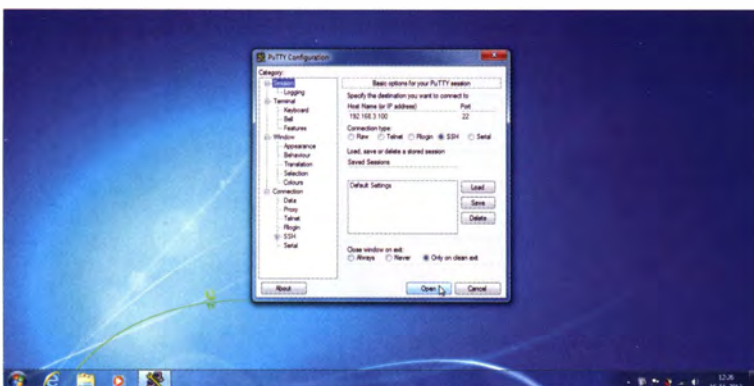 PuTTY Configuration
Category:
Session
Logging
Terminal
Keyboard
Bell
Features
Window
Appearance
Behaviour
Translation
Selection
Colours
Connection
Data
Proxy
Telnet
Rlogin
SSH
Serial
Basic options for your PuTTY session
Specify the destination you want to connect to
Host Name (or IP address) Port
192.168.3.100 22
Connection type:
Raw Telnet Rlogin SSH Serial
Load, save or delete a stored session
Saved Sessions
Default Settings
Load
Save
Delete
Close window on exit:
Always Never Only on clean exit
About Open Cancel
12:26